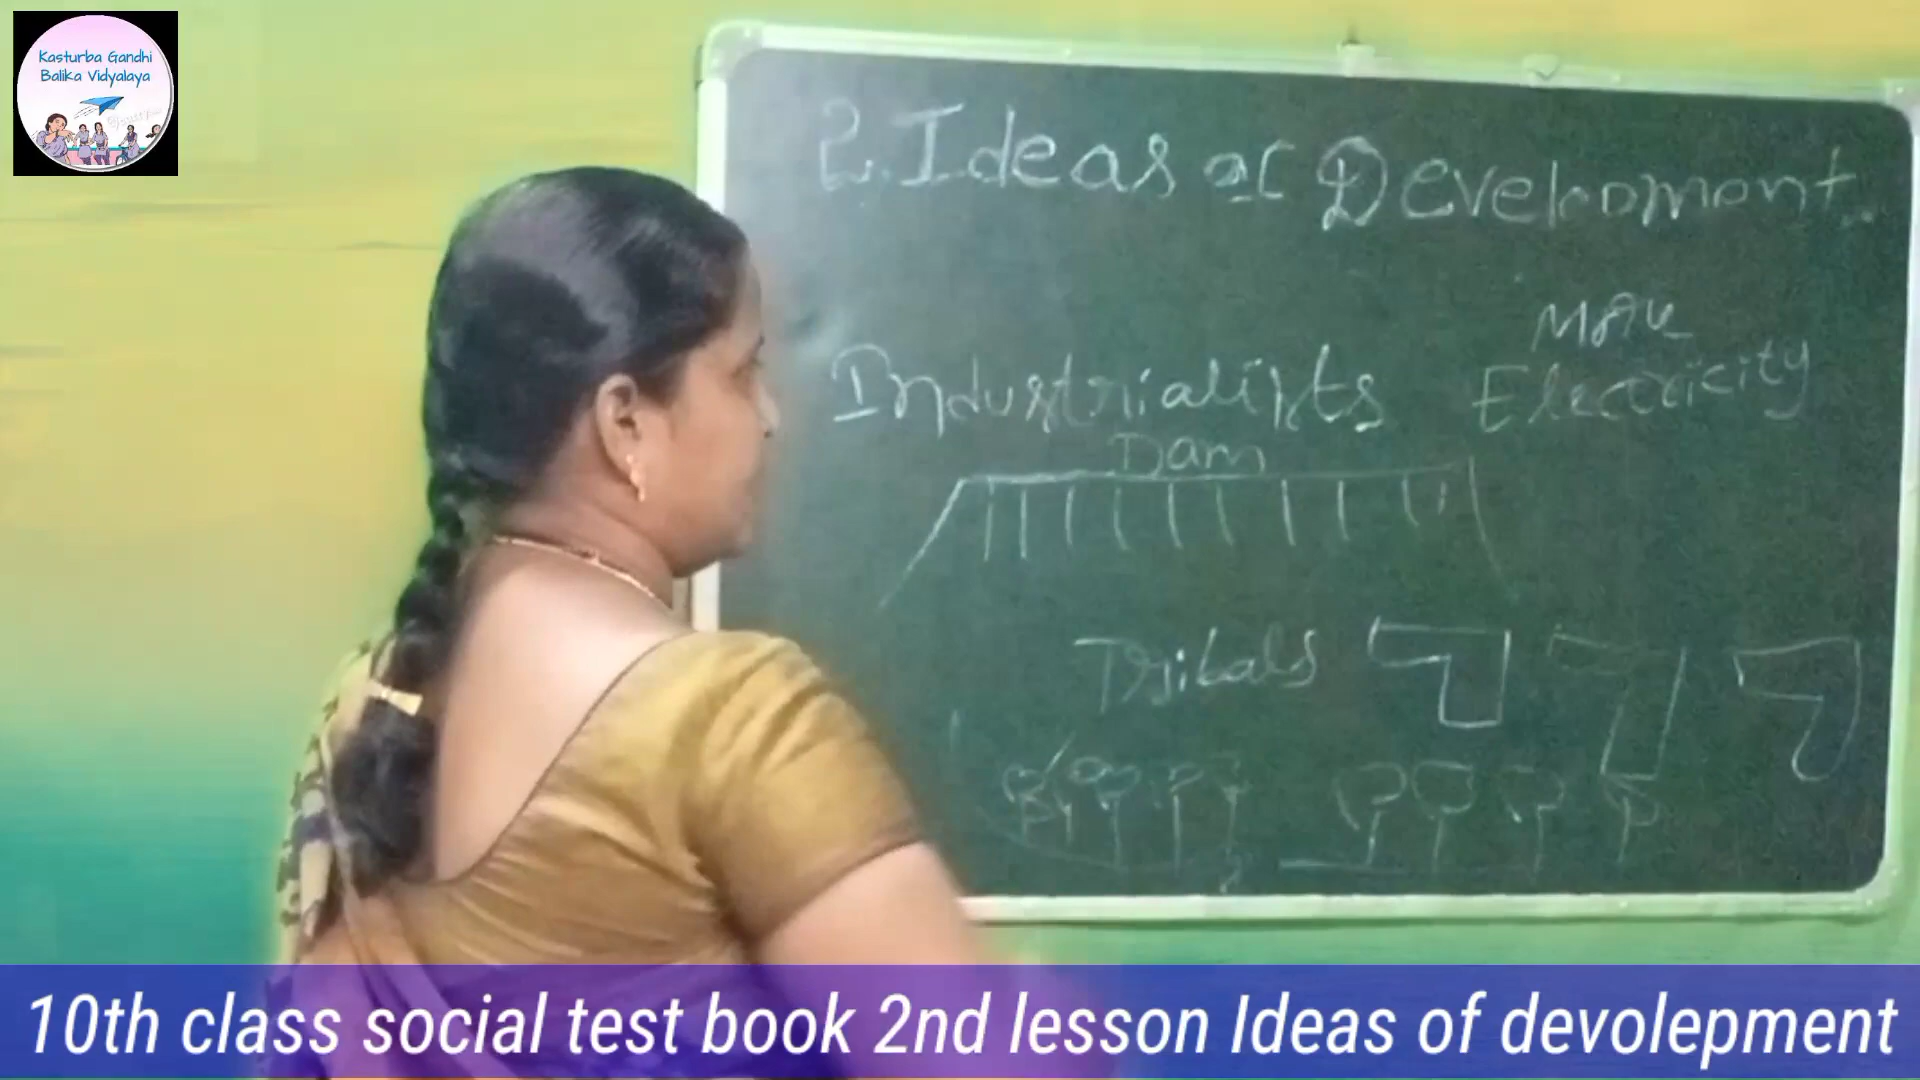 Kasturba Gandhi
Balika Vidyalaya
2. Ideas of Development.
More
Industrialists Electricity
Dam
Tribals
10th class social test book 2nd lesson Ideas of devolepment